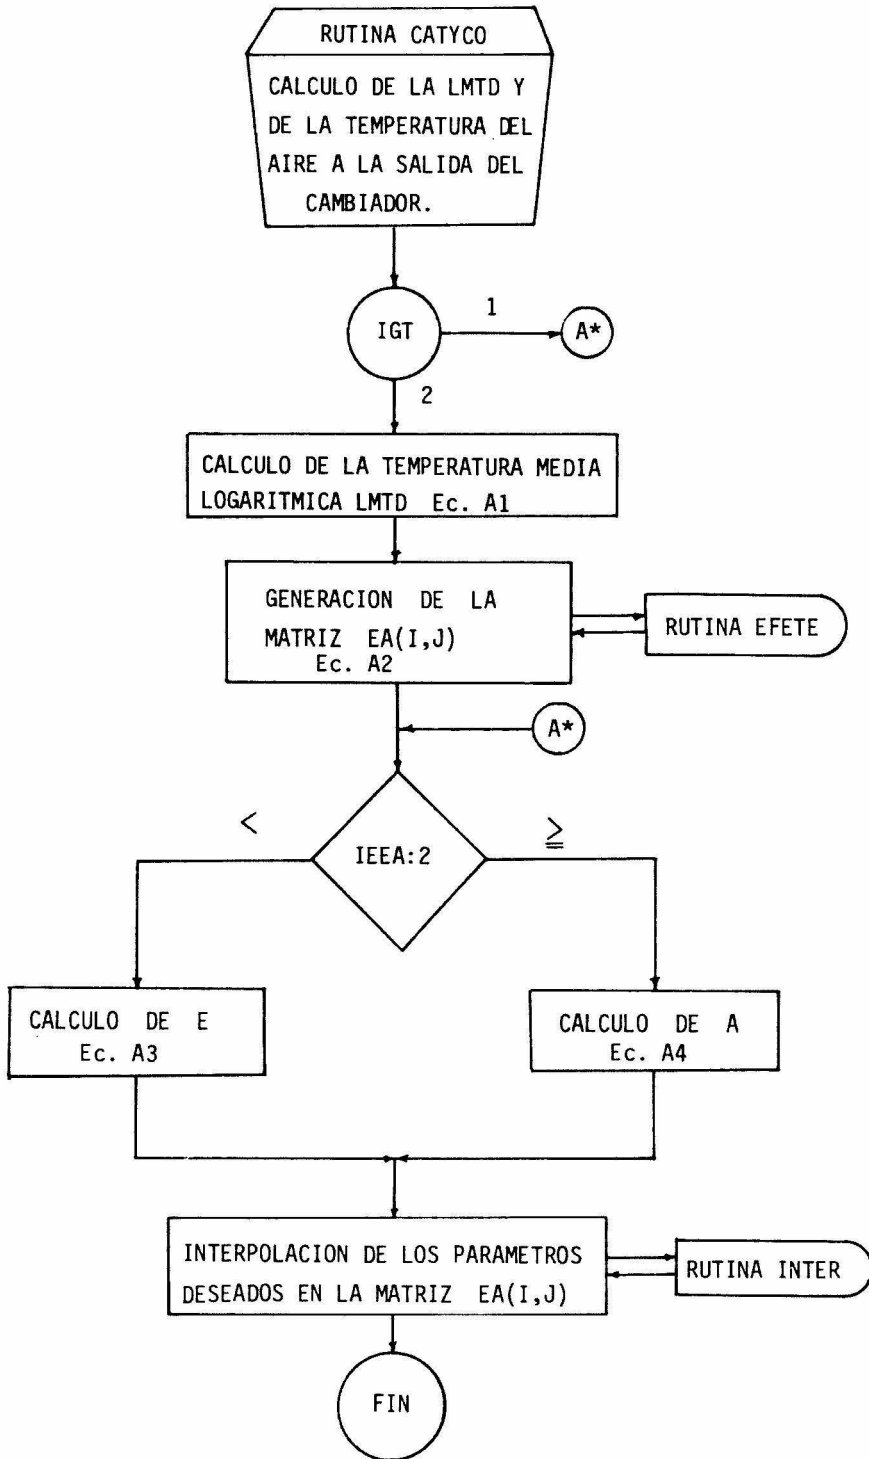 RUTINA CATYCO
CALCULO DE LA LMTD Y
DE LA TEMPERATURA DEL
AIRE A LA SALIDA DEL
CAMBIADOR.
IGT
1
A*
2
CALCULO DE LA TEMPERATURA MEDIA
LOGARITMICA LMTD Ec. A1
GENERACION DE LA
MATRIZ EA(I,J)
Ec. A2
RUTINA EFETE
A*
<
IEEA:2
≧
CALCULO DE E
Ec. A3
CALCULO DE A
Ec. A4
INTERPOLACION DE LOS PARAMETROS
DESEADOS EN LA MATRIZ EA(I,J)
RUTINA INTER
FIN